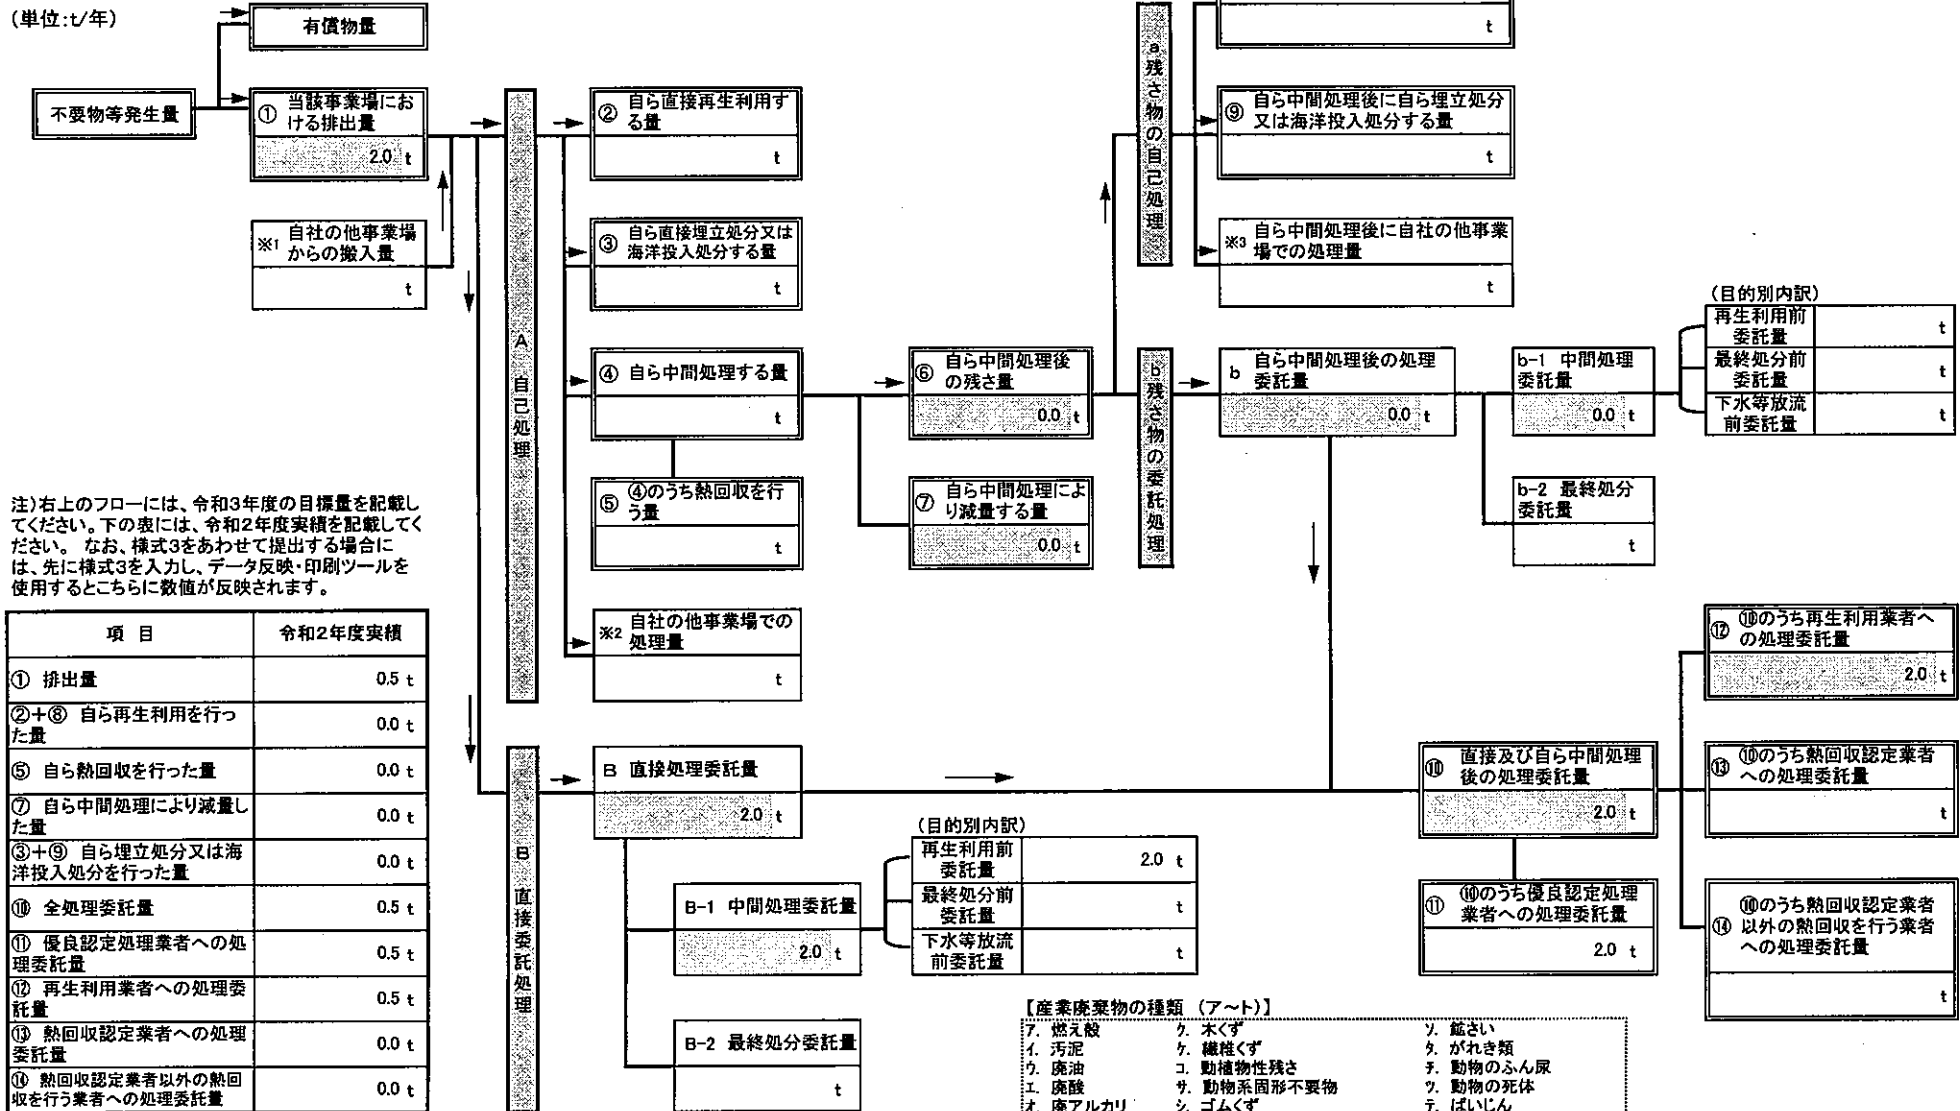 (単位:t/年)
有償物量
不要物等発生量
① 当該事業場にお
ける排出量
2.0 t
※1 自社の他事業場
からの搬入量
t
A 自己処理
② 自ら直接再生利用す
る量
t
③ 自ら直接埋立処分又は
海洋投入処分する量
t
④ 自ら中間処理する量
t
⑤ ④のうち熱回収を行
う量
t
※2 自社の他事業場での
処理量
t
⑥ 自ら中間処理後
の残さ量
0.0 t
⑦ 自ら中間処理によ
り減量する量
0.0 t
a 残さ物の自己処理
t
⑨ 自ら中間処理後に自ら埋立処分
又は海洋投入処分する量
t
※3 自ら中間処理後に自社の他事業
場での処理量
t
b 残さ物の委託処理
b 自ら中間処理後の処理
委託量
0.0 t
b-1 中間処理
委託量
0.0 t
(目的別内訳)
再生利用前
委託量 t
最終処分前
委託量 t
下水等放流
前委託量 t
b-2 最終処分
委託量
t
注)右上のフローには、令和3年度の目標量を記載し
てください。下の表には、令和2年度実績を記載してく
ださい。 なお、様式3をあわせて提出する場合に
は、先に様式3を入力し、データ反映・印刷ツールを
使用するとこちらに数値が反映されます。
項 目 令和2年度実績
① 排出量 0.5 t
②+⑧ 自ら再生利用を行っ
た量 0.0 t
⑤ 自ら熱回収を行った量 0.0 t
⑦ 自ら中間処理により減量し
た量 0.0 t
③+⑨ 自ら埋立処分又は海
洋投入処分を行った量 0.0 t
⑩ 全処理委託量 0.5 t
⑪ 優良認定処理業者への処
理委託量 0.5 t
⑫ 再生利用業者への処理委
託量 0.5 t
⑬ 熱回収認定業者への処理
委託量 0.0 t
⑭ 熱回収認定業者以外の熱回
収を行う業者への処理委託量 0.0 t
B 直接委託処理
B 直接処理委託量
2.0 t
B-1 中間処理委託量
2.0 t
(目的別内訳)
再生利用前
委託量 2.0 t
最終処分前
委託量 t
下水等放流
前委託量 t
B-2 最終処分委託量
t
⑩ 直接及び自ら中間処理
後の処理委託量
2.0 t
⑪ ⑩のうち優良認定処理
業者への処理委託量
2.0 t
⑫ ⑩のうち再生利用業者へ
の処理委託量
2.0 t
⑬ ⑩のうち熱回収認定業者
への処理委託量
t
⑭ ⑩のうち熱回収認定業者
以外の熱回収を行う業者
への処理委託量
t
【産業廃棄物の種類 (ア~ト)】
ア. 燃え殻 ク. 木くず ソ. 鉱さい
イ. 汚泥 ケ. 繊維くず タ. がれき類
ウ. 廃油 コ. 動植物性残さ チ. 動物のふん尿
エ. 廃酸 サ. 動物系固形不要物 ツ. 動物の死体
オ. 廃アルカリ シ. ゴムくず テ. ばいじん